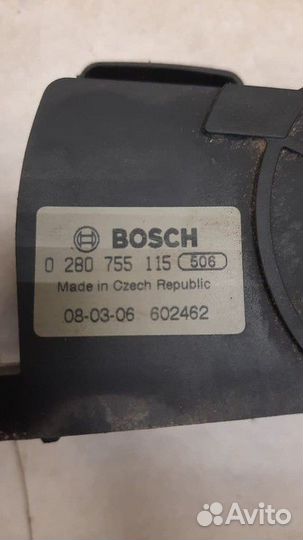 BOSCH
0 280 755 115 506
Made in Czech Republic
08-03-06 602462
Avito